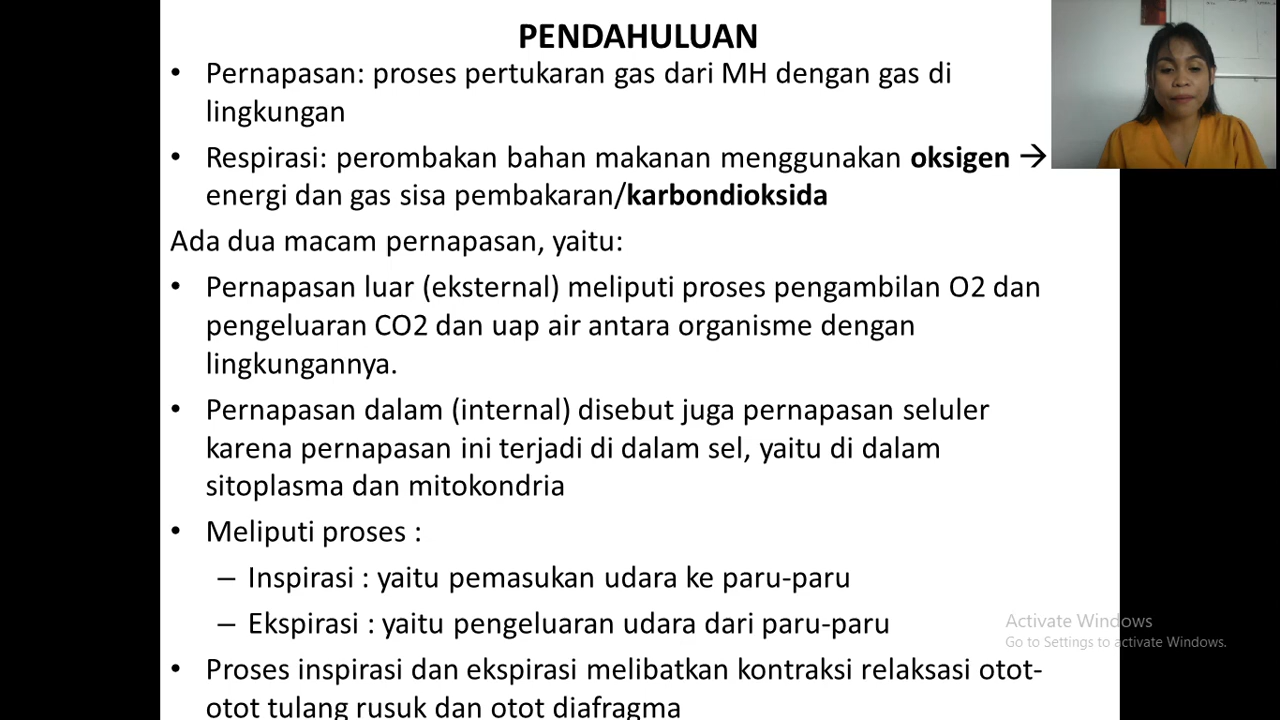 PENDAHULUAN
• Pernapasan: proses pertukaran gas dari MH dengan gas di
lingkungan
• Respirasi: perombakan bahan makanan menggunakan oksigen →
energi dan gas sisa pembakaran/karbondioksida
Ada dua macam pernapasan, yaitu:
• Pernapasan luar (eksternal) meliputi proses pengambilan O2 dan
pengeluaran CO2 dan uap air antara organisme dengan
lingkungannya.
• Pernapasan dalam (internal) disebut juga pernapasan seluler
karena pernapasan ini terjadi di dalam sel, yaitu di dalam
sitoplasma dan mitokondria
• Meliputi proses :
– Inspirasi : yaitu pemasukan udara ke paru-paru
– Ekspirasi : yaitu pengeluaran udara dari paru-paru
• Proses inspirasi dan ekspirasi melibatkan kontraksi relaksasi otot-
otot tulang rusuk dan otot diafragma
Activate Windows
Go to Settings to activate Windows.